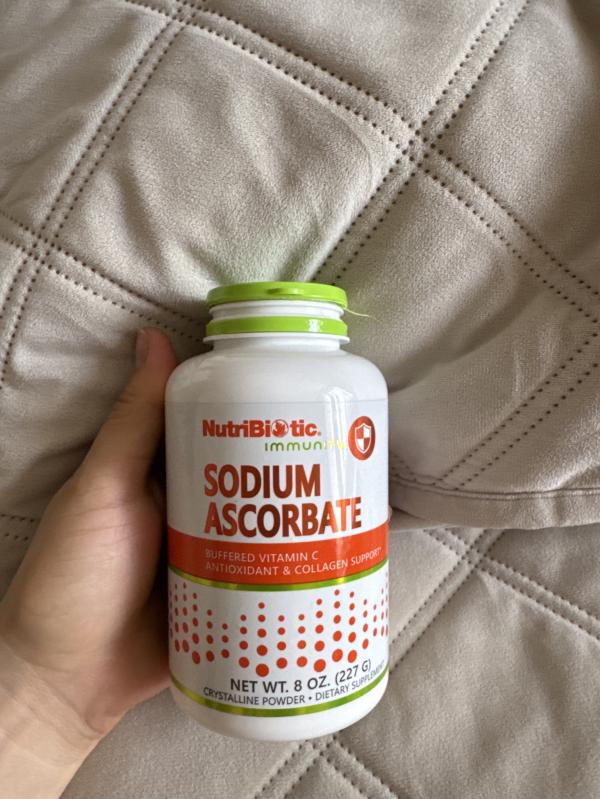 NutriBiotic®
immunity
SODIUM
ASCORBATE
BUFFERED VITAMIN C
ANTIOXIDANT & COLLAGEN SUPPORT*
NET WT. 8 OZ. (227 G)
CRYSTALLINE POWDER • DIETARY SUPPLEMENT